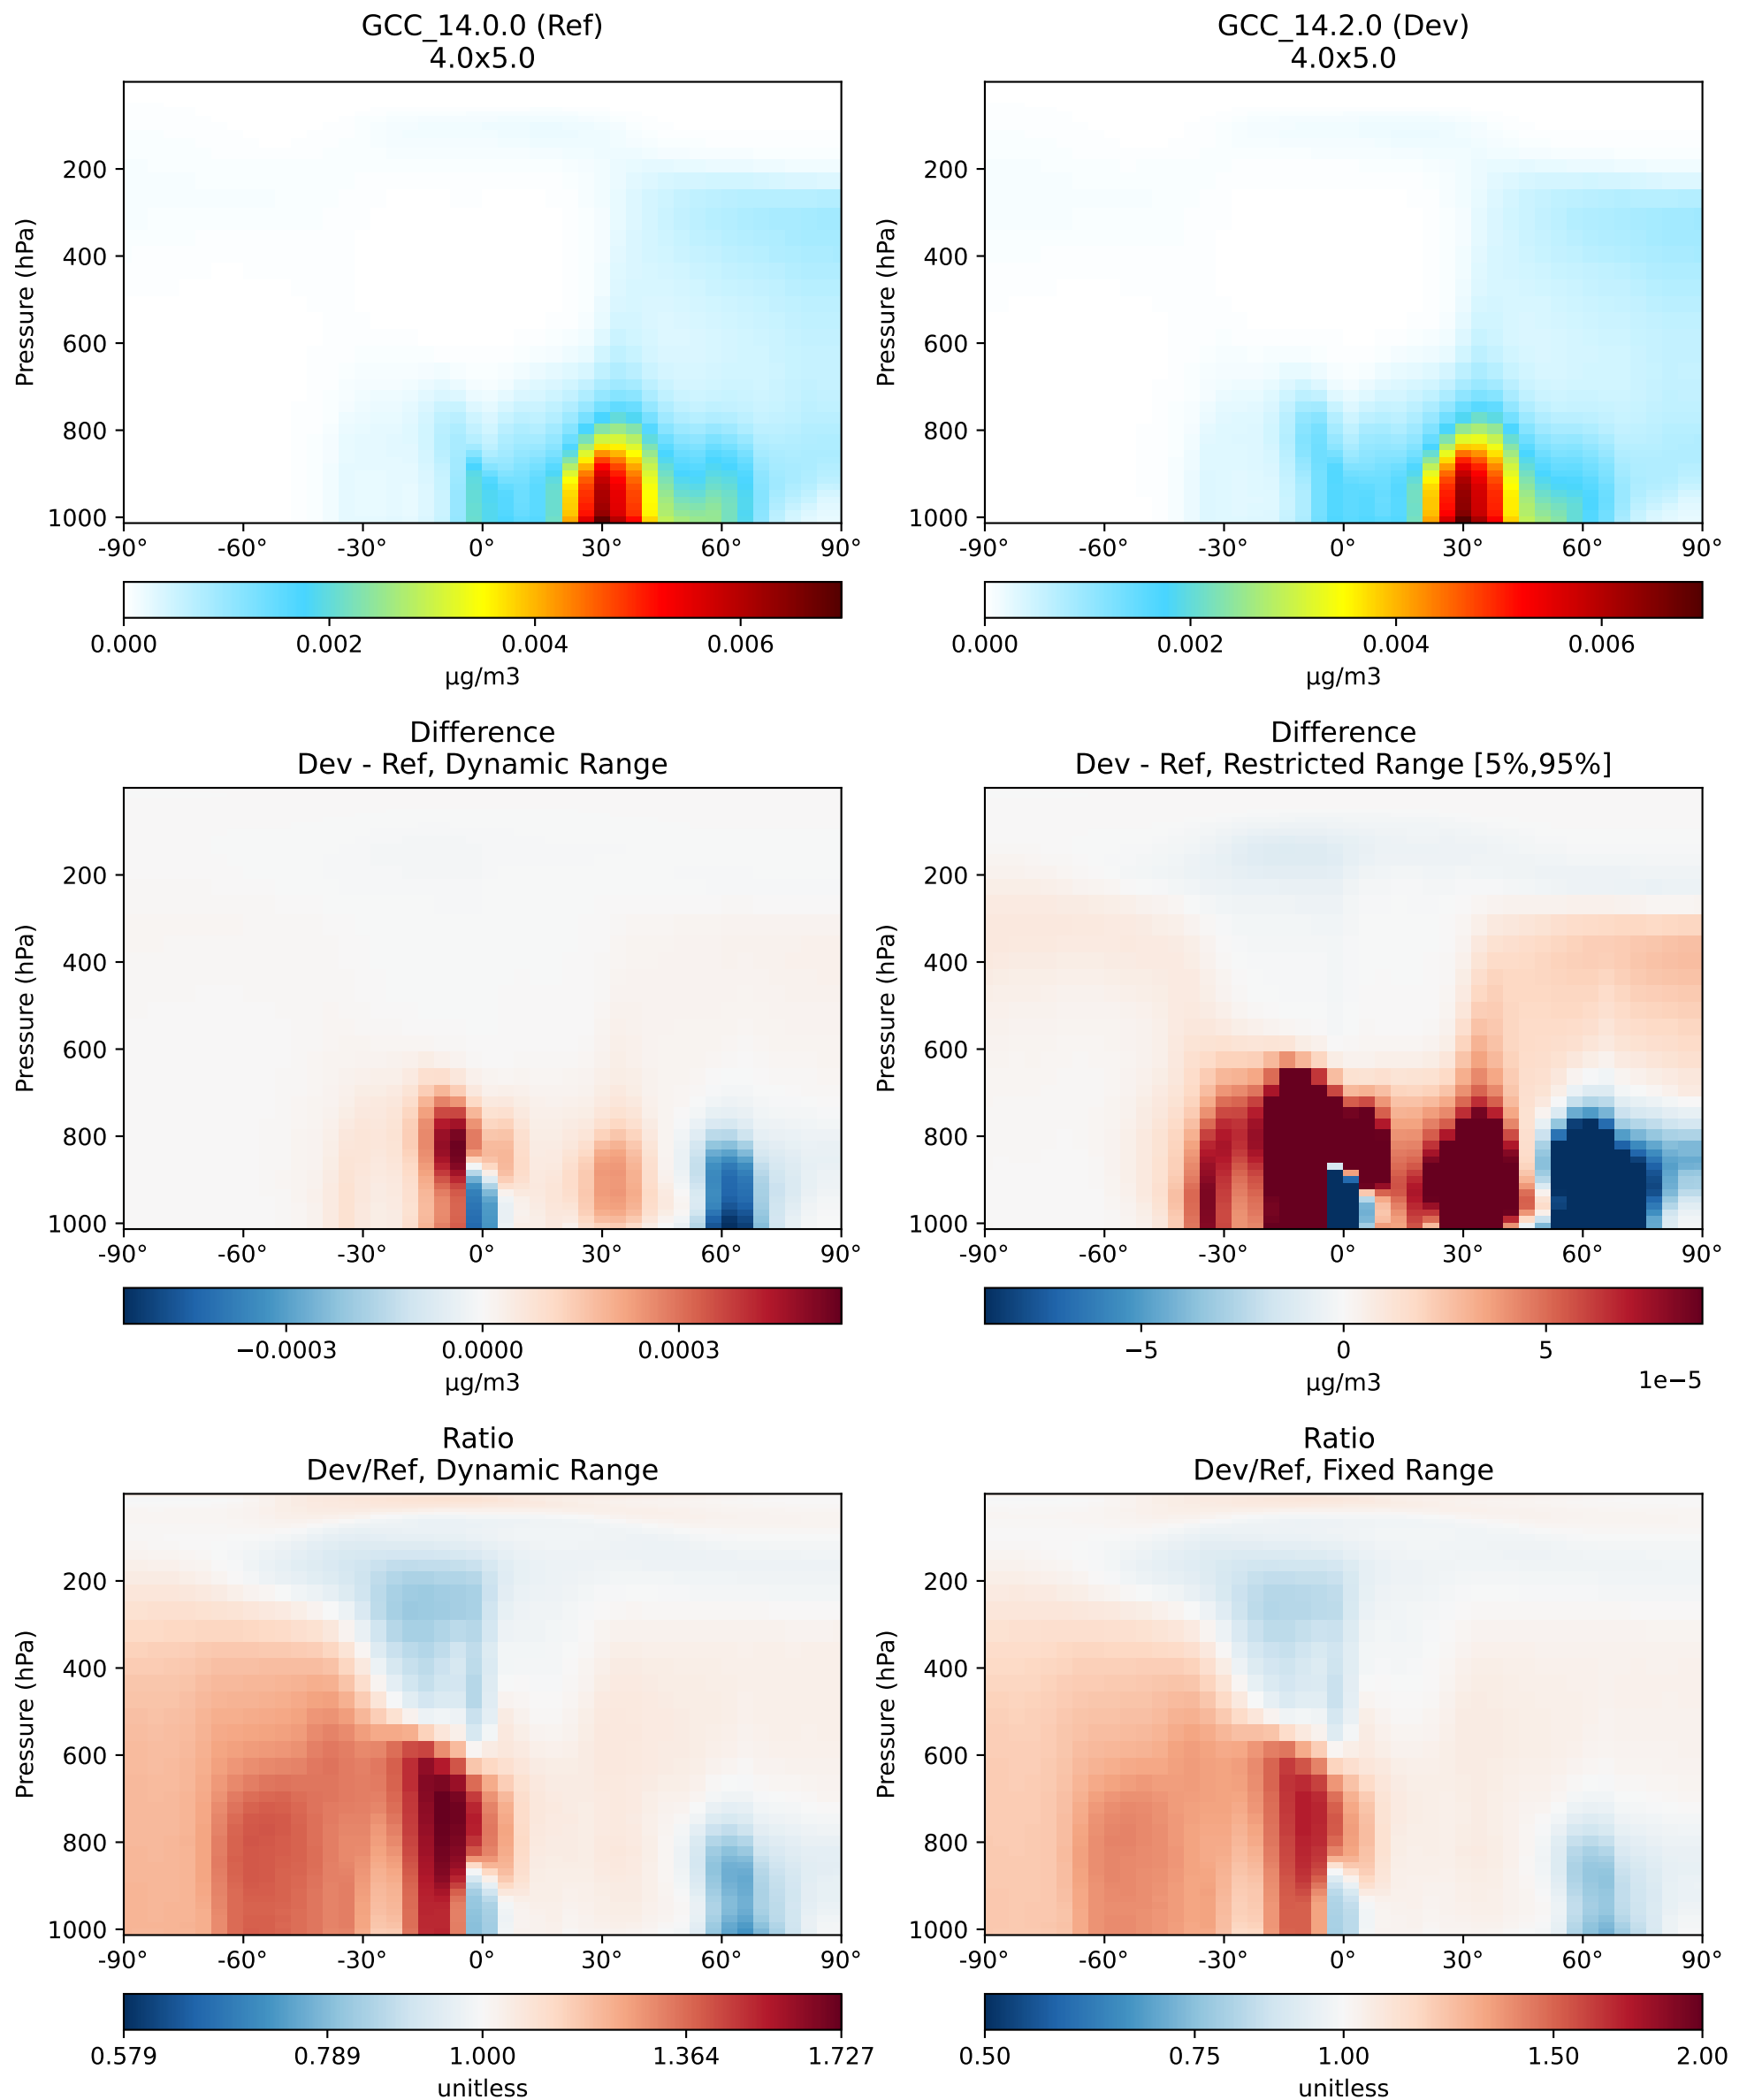 GCC_14.0.0 (Ref)
4.0x5.0
Pressure (hPa)
200
400
600
800
1000
-90° -60° -30° 0° 30° 60° 90°
0.000 0.002 0.004 0.006
µg/m3
GCC_14.2.0 (Dev)
4.0x5.0
Pressure (hPa)
200
400
600
800
1000
-90° -60° -30° 0° 30° 60° 90°
0.000 0.002 0.004 0.006
µg/m3
Difference
Dev - Ref, Dynamic Range
Pressure (hPa)
200
400
600
800
1000
-90° -60° -30° 0° 30° 60° 90°
−0.0003 0.0000 0.0003
µg/m3
Difference
Dev - Ref, Restricted Range [5%,95%]
Pressure (hPa)
200
400
600
800
1000
-90° -60° -30° 0° 30° 60° 90°
−5 0 5
1e−5
µg/m3
Ratio
Dev/Ref, Dynamic Range
Pressure (hPa)
200
400
600
800
1000
-90° -60° -30° 0° 30° 60° 90°
0.579 0.789 1.000 1.364 1.727
unitless
Ratio
Dev/Ref, Fixed Range
Pressure (hPa)
200
400
600
800
1000
-90° -60° -30° 0° 30° 60° 90°
0.50 0.75 1.00 1.50 2.00
unitless